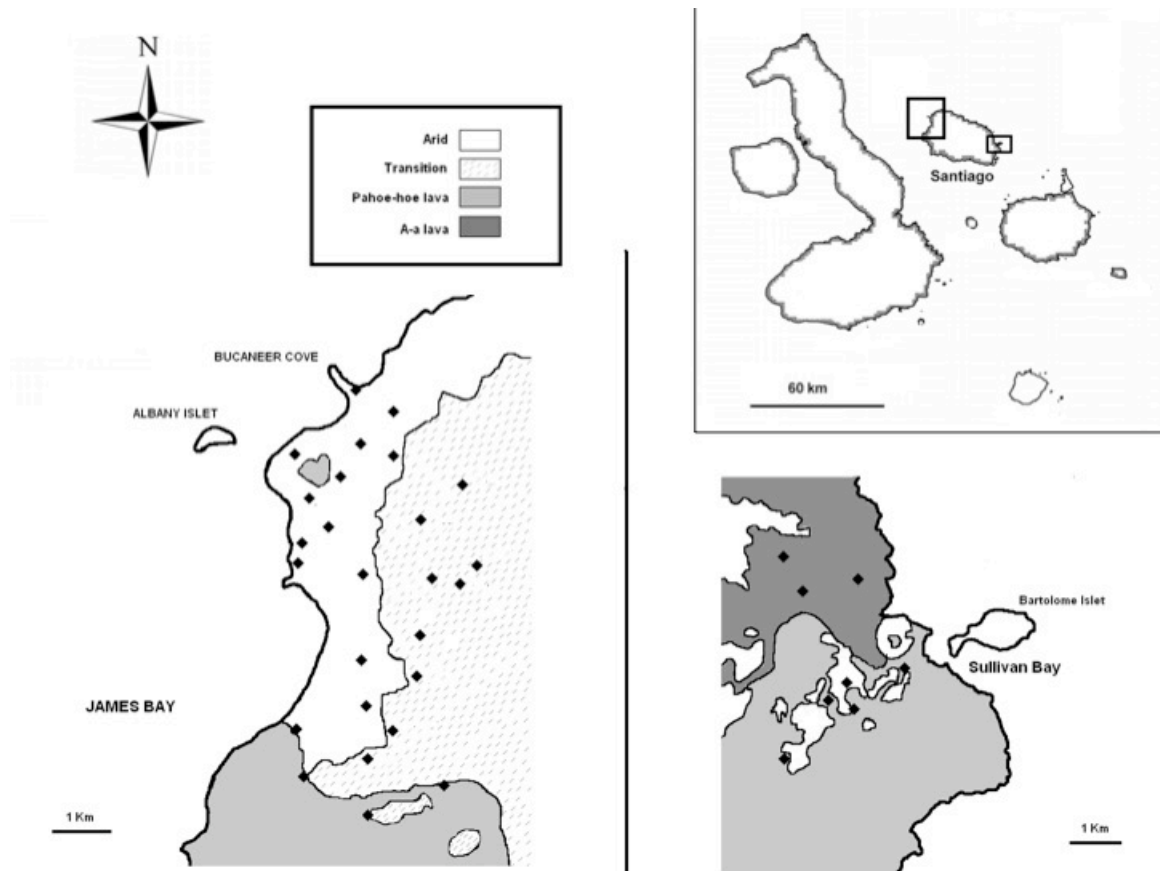 N
Arid
Transition
Pahoe-hoe lava
A-a lava
BUCANEER COVE
ALBANY ISLET
JAMES BAY
1 Km
Santiago
60 km
Bartolome Islet
Sullivan Bay
1 Km